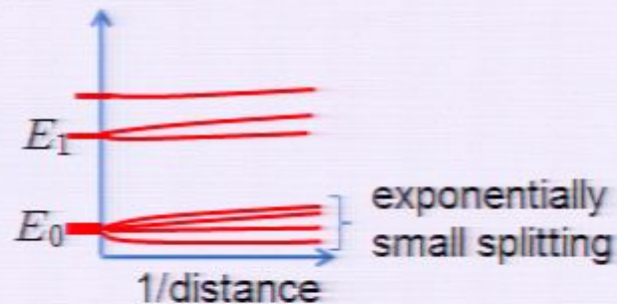 E₁
E₀
exponentially
small splitting
1/distance